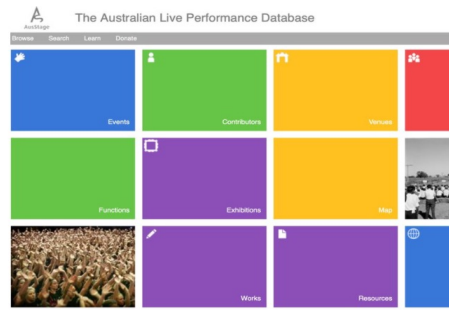 The Australian Live Performance Database
AusStage
Browse Search Learn Donate
Events
Contributors
Venues
Functions
Exhibitions
Map
Works
Resources